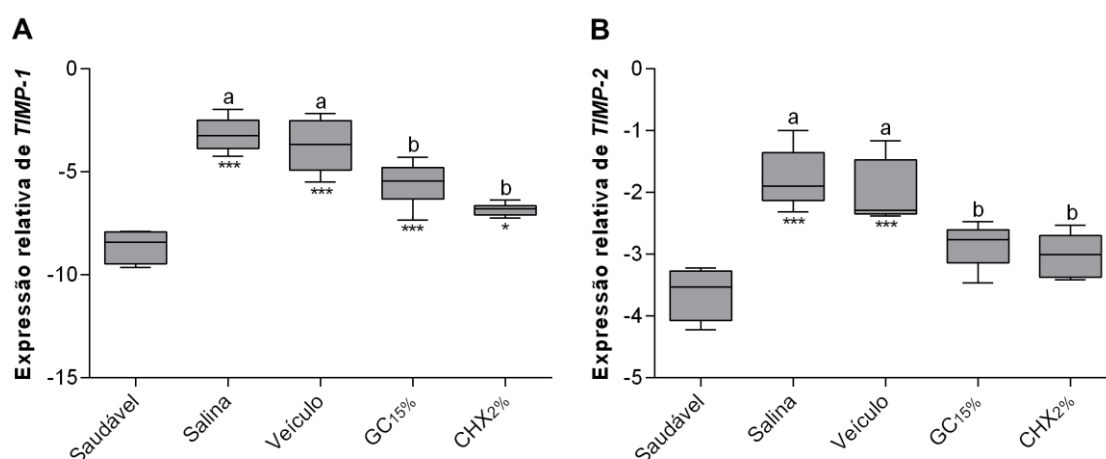 A
Expressão relativa de TIMP-1
0
-5
-10
-15
a
a
b
b
***
***
***
*
Saudável
Salina
Veículo
GC15%
CHX2%
B
Expressão relativa de TIMP-2
0
-1
-2
-3
-4
-5
a
a
b
b
***
***
Saudável
Salina
Veículo
GC15%
CHX2%